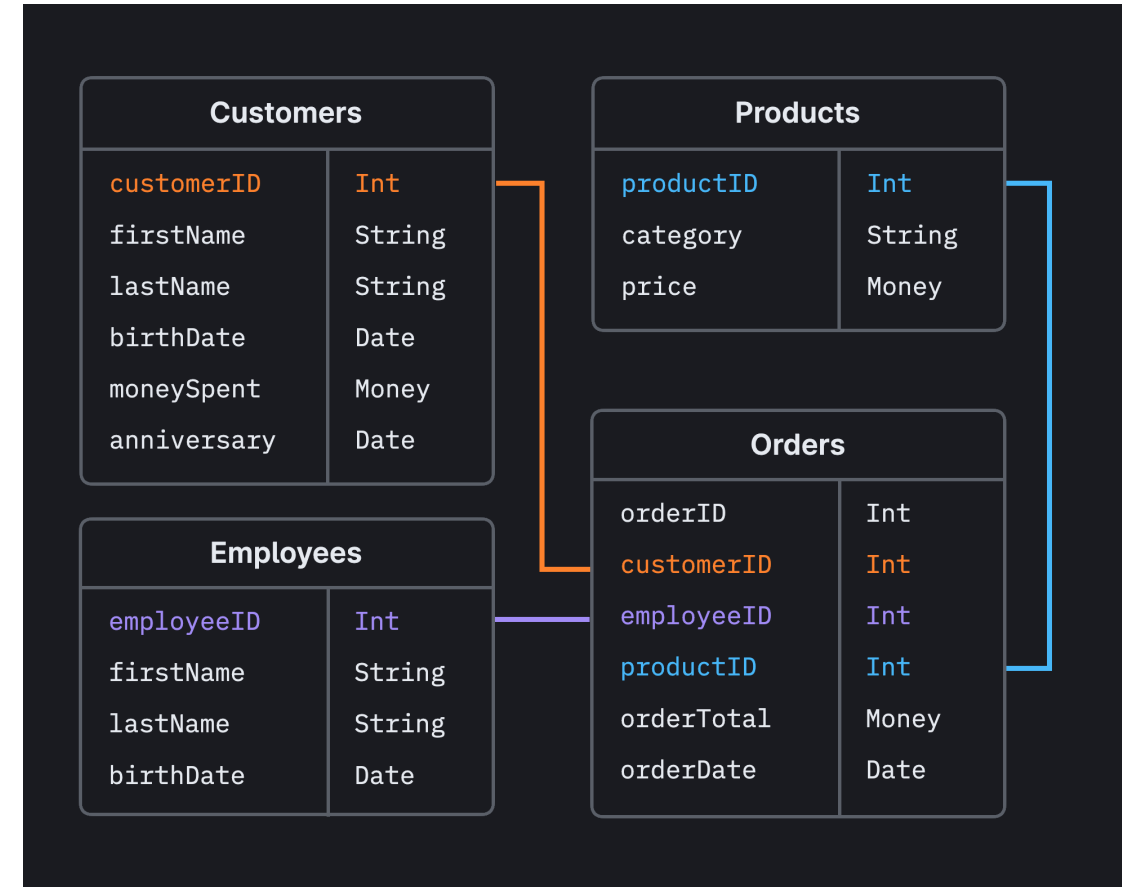 Customers
customerID Int
firstName String
lastName String
birthDate Date
moneySpent Money
anniversary Date
Products
productID Int
category String
price Money
Employees
employeeID Int
firstName String
lastName String
birthDate Date
Orders
orderID Int
customerID Int
employeeID Int
productID Int
orderTotal Money
orderDate Date